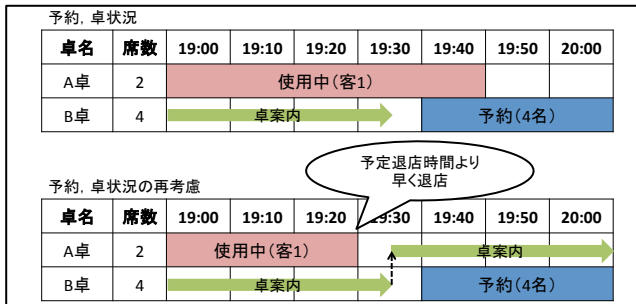 予約, 卓状況
卓名 席数 19:00 19:10 19:20 19:30 19:40 19:50 20:00
A卓 2 使用中(客1)
B卓 4 卓案内 予約(4名)
予定退店時間より
早く退店
予約, 卓状況の再考慮
卓名 席数 19:00 19:10 19:20 19:30 19:40 19:50 20:00
A卓 2 使用中(客1) 卓案内
B卓 4 卓案内 予約(4名)